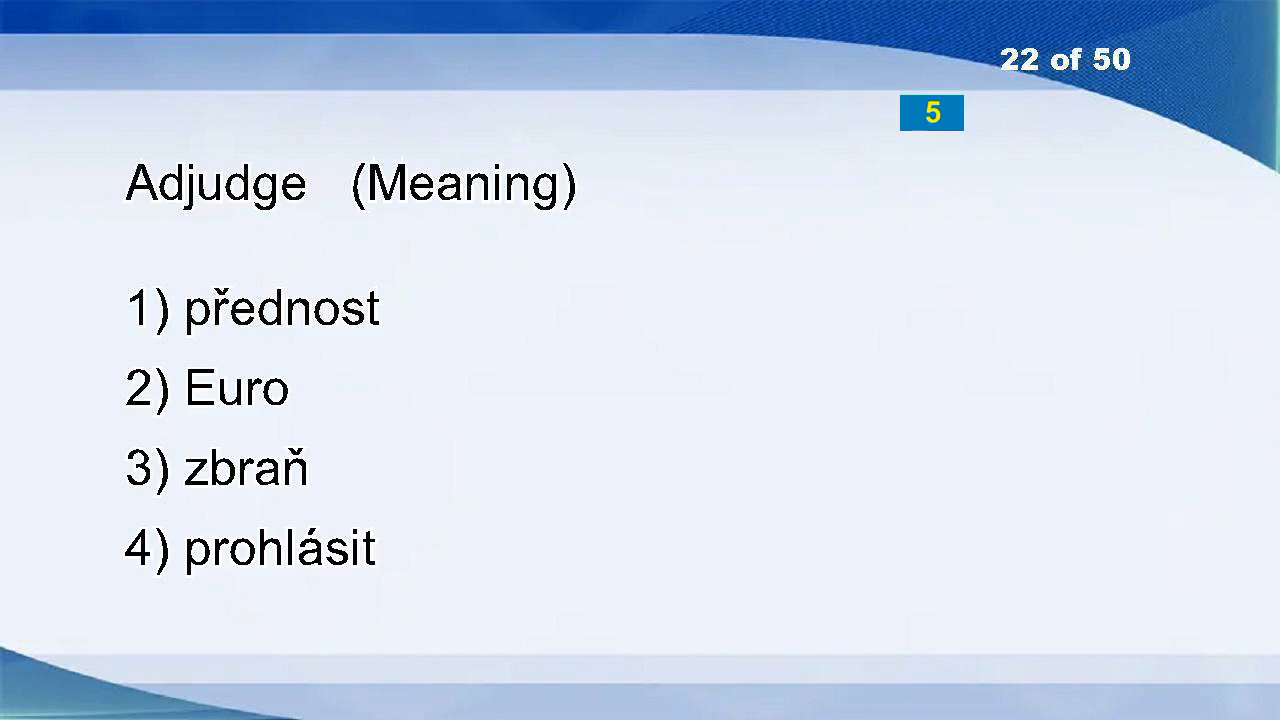 22 of 50
5
Adjudge (Meaning)
1) přednost
2) Euro
3) zbraň
4) prohlásit